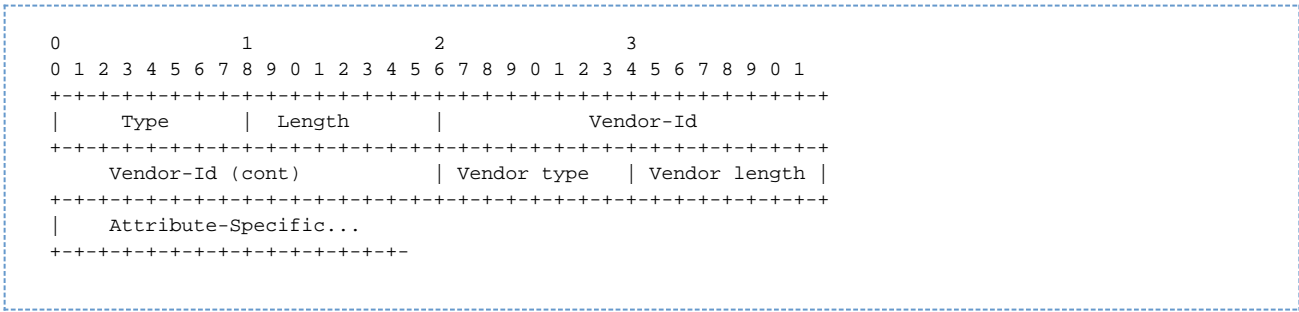 0                   1                   2                   3
0 1 2 3 4 5 6 7 8 9 0 1 2 3 4 5 6 7 8 9 0 1 2 3 4 5 6 7 8 9 0 1
+-+-+-+-+-+-+-+-+-+-+-+-+-+-+-+-+-+-+-+-+-+-+-+-+-+-+-+-+-+-+-+-+
|     Type      |  Length       |            Vendor-Id
+-+-+-+-+-+-+-+-+-+-+-+-+-+-+-+-+-+-+-+-+-+-+-+-+-+-+-+-+-+-+-+-+
     Vendor-Id (cont)           | Vendor type   | Vendor length |
+-+-+-+-+-+-+-+-+-+-+-+-+-+-+-+-+-+-+-+-+-+-+-+-+-+-+-+-+-+-+-+-+
|    Attribute-Specific...
+-+-+-+-+-+-+-+-+-+-+-+-+-+-+-